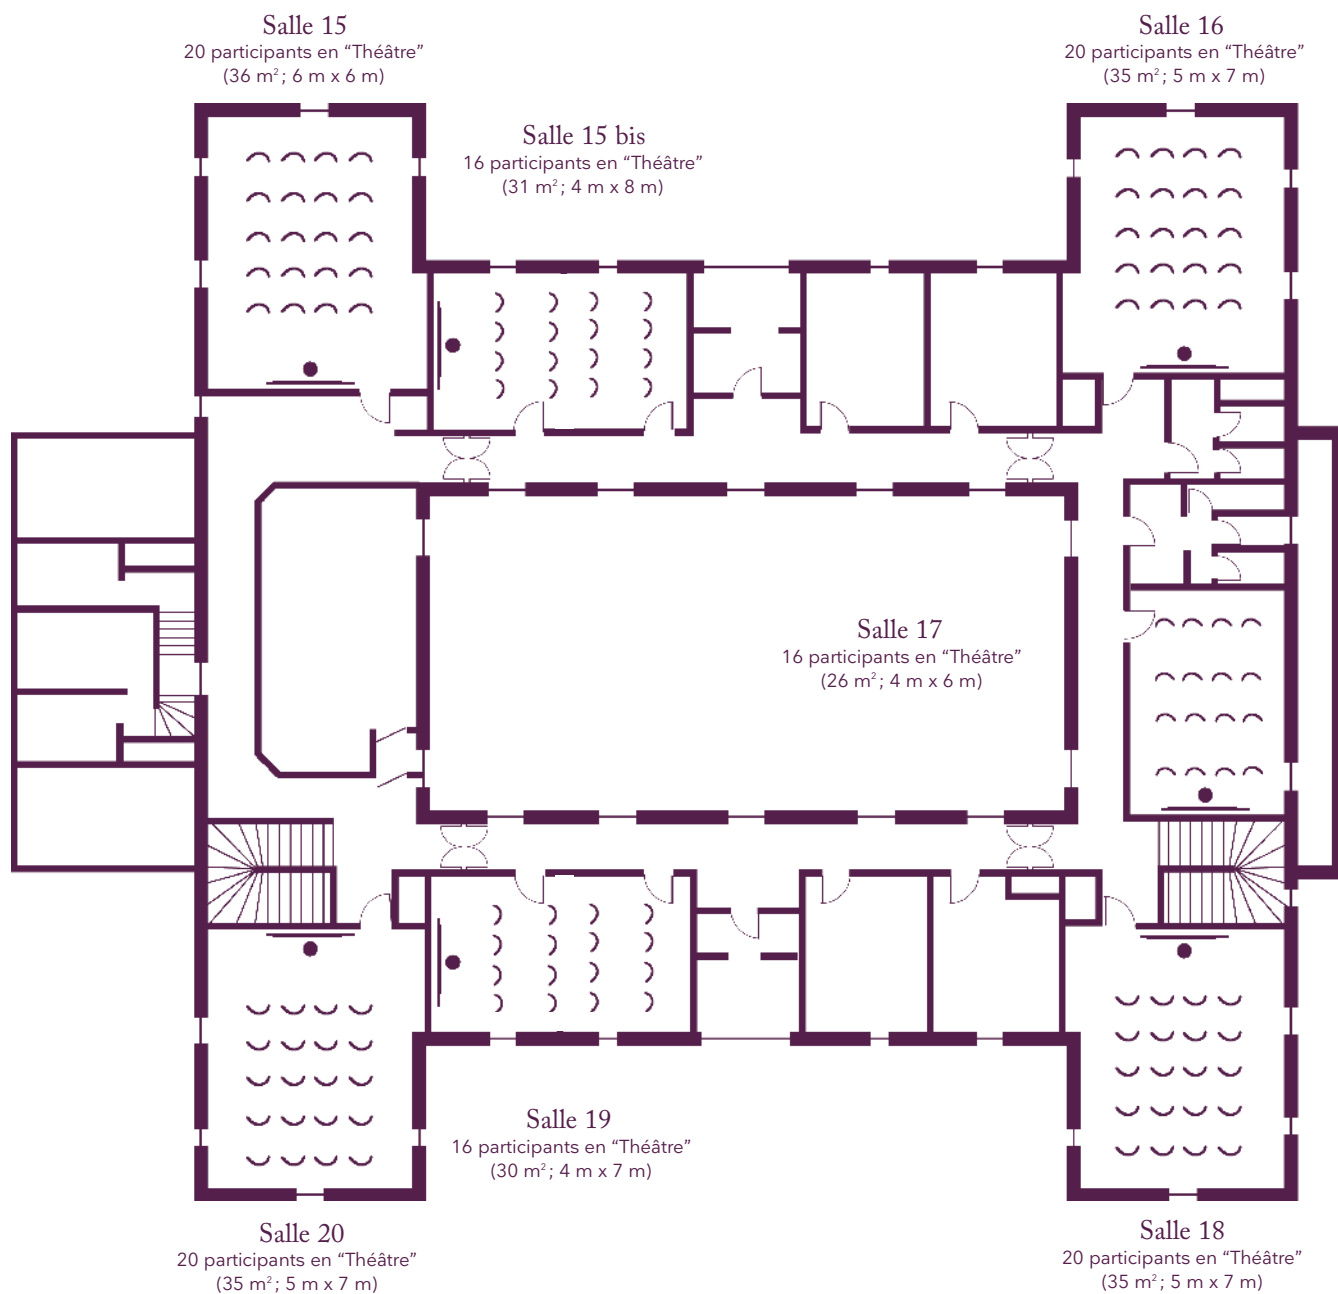 Salle 15
20 participants en “Théâtre”
(36 m²; 6 m x 6 m)
Salle 16
20 participants en “Théâtre”
(35 m²; 5 m x 7 m)
Salle 15 bis
16 participants en “Théâtre”
(31 m²; 4 m x 8 m)
Salle 17
16 participants en “Théâtre”
(26 m²; 4 m x 6 m)
Salle 19
16 participants en “Théâtre”
(30 m²; 4 m x 7 m)
Salle 20
20 participants en “Théâtre”
(35 m²; 5 m x 7 m)
Salle 18
20 participants en “Théâtre”
(35 m²; 5 m x 7 m)